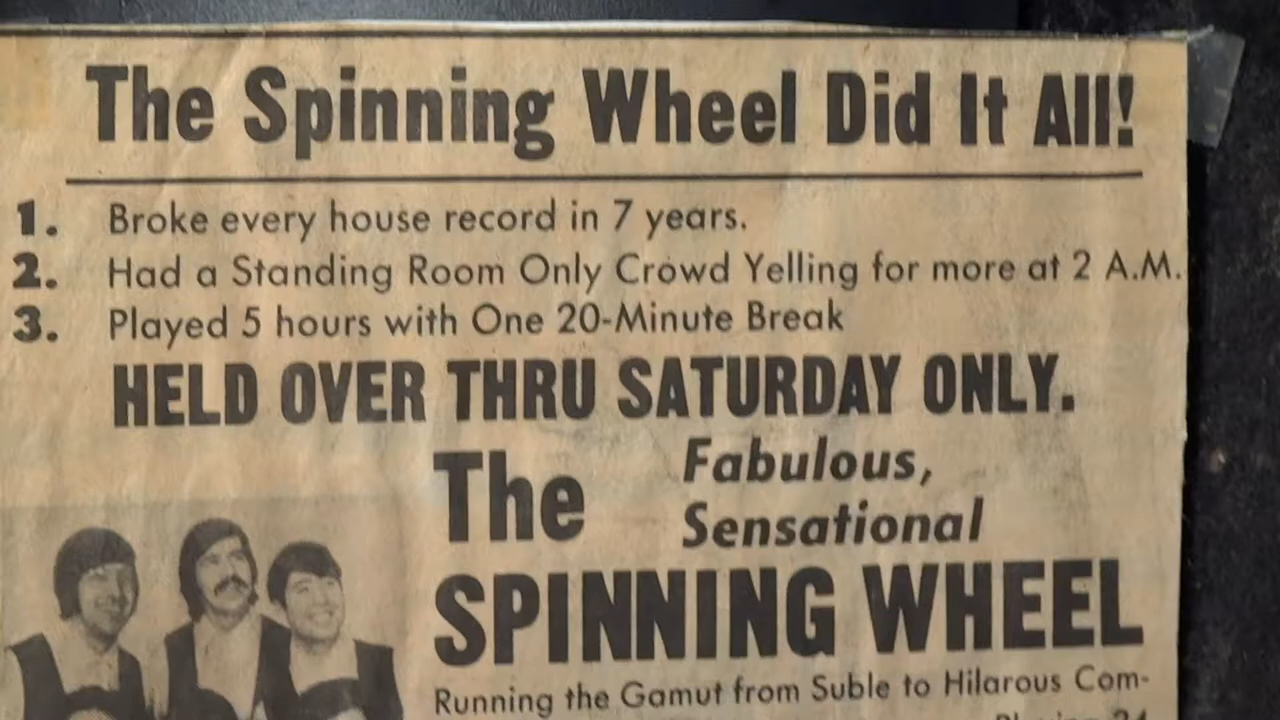 The Spinning Wheel Did It All!
1. Broke every house record in 7 years.
2. Had a Standing Room Only Crowd Yelling for more at 2 A.M.
3. Played 5 hours with One 20-Minute Break
HELD OVER THRU SATURDAY ONLY.
The Fabulous,
Sensational
SPINNING WHEEL
Running the Gamut from Suble to Hilarous Com-